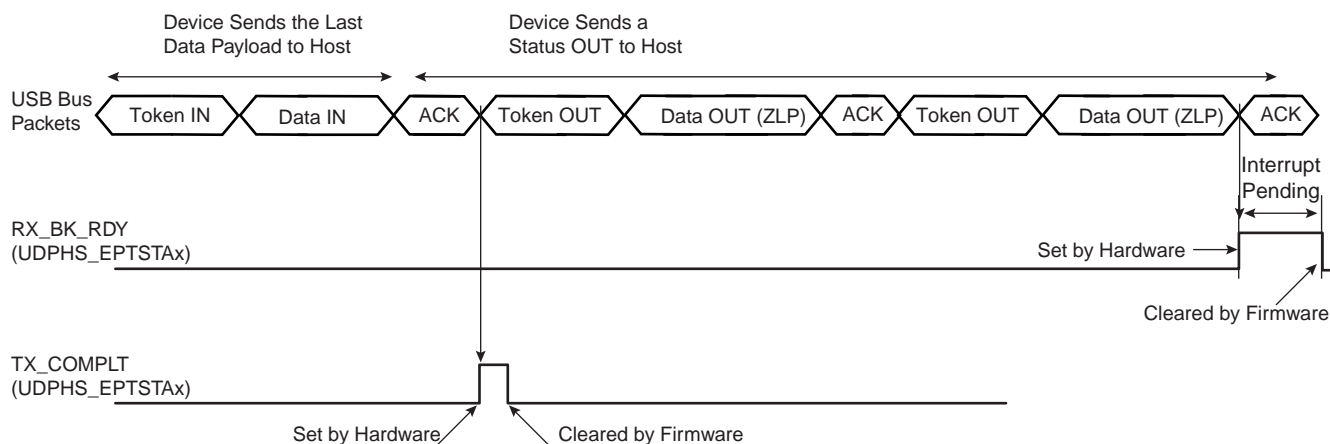 Device Sends the Last
Data Payload to Host
Device Sends a
Status OUT to Host
USB Bus
Packets
Token IN
Data IN
ACK
Token OUT
Data OUT (ZLP)
ACK
Token OUT
Data OUT (ZLP)
ACK
Interrupt
Pending
RX_BK_RDY
(UDPHS_EPTSTAx)
Set by Hardware
Cleared by Firmware
TX_COMPLT
(UDPHS_EPTSTAx)
Set by Hardware
Cleared by Firmware